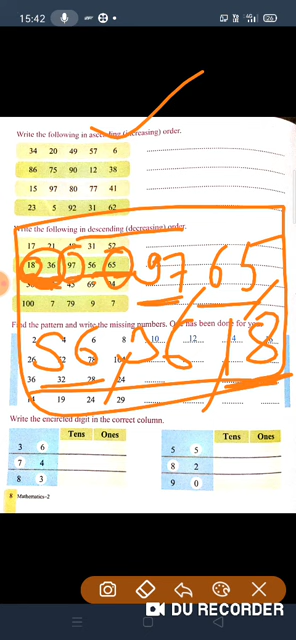 15:42
26
Write the following in ascending (increasing) order.
34 20 49 57 6
86 75 90 12 38
15 97 80 77 41
23 5 92 31 62
Write the following in descending (decreasing) order.
17 21 31 52
18 36 97 56 65
97, 65,
45 69
100 7 79 9 7
Find the pattern and write the missing numbers. One has been done for you.
2 4 6 8 10 12
56, 36, 18
26 52 78 104
36 32 28 24
14 19 24 29
Write the encircled digit in the correct column.
Tens Ones Tens Ones
3 6 5 5
7 4 8 2
8 3 9 0
8 Mathematics-2
DU RECORDER